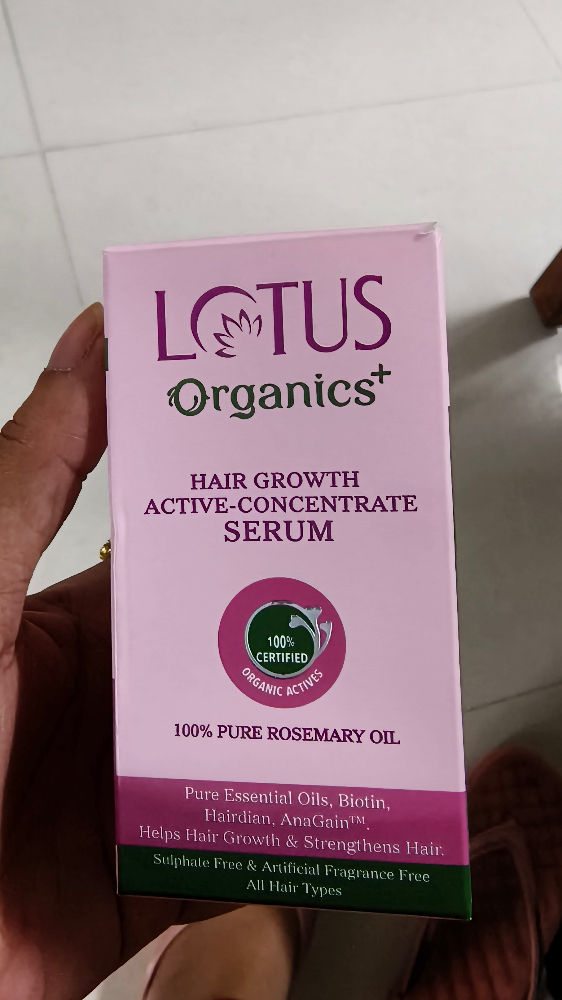 LOTUS
Organics+
HAIR GROWTH
ACTIVE-CONCENTRATE
SERUM
100%
CERTIFIED
ORGANIC ACTIVES
100% PURE ROSEMARY OIL
Pure Essential Oils, Biotin,
Hairdian, AnaGain™.
Helps Hair Growth & Strengthens Hair.
Sulphate Free & Artificial Fragrance Free
All Hair Types